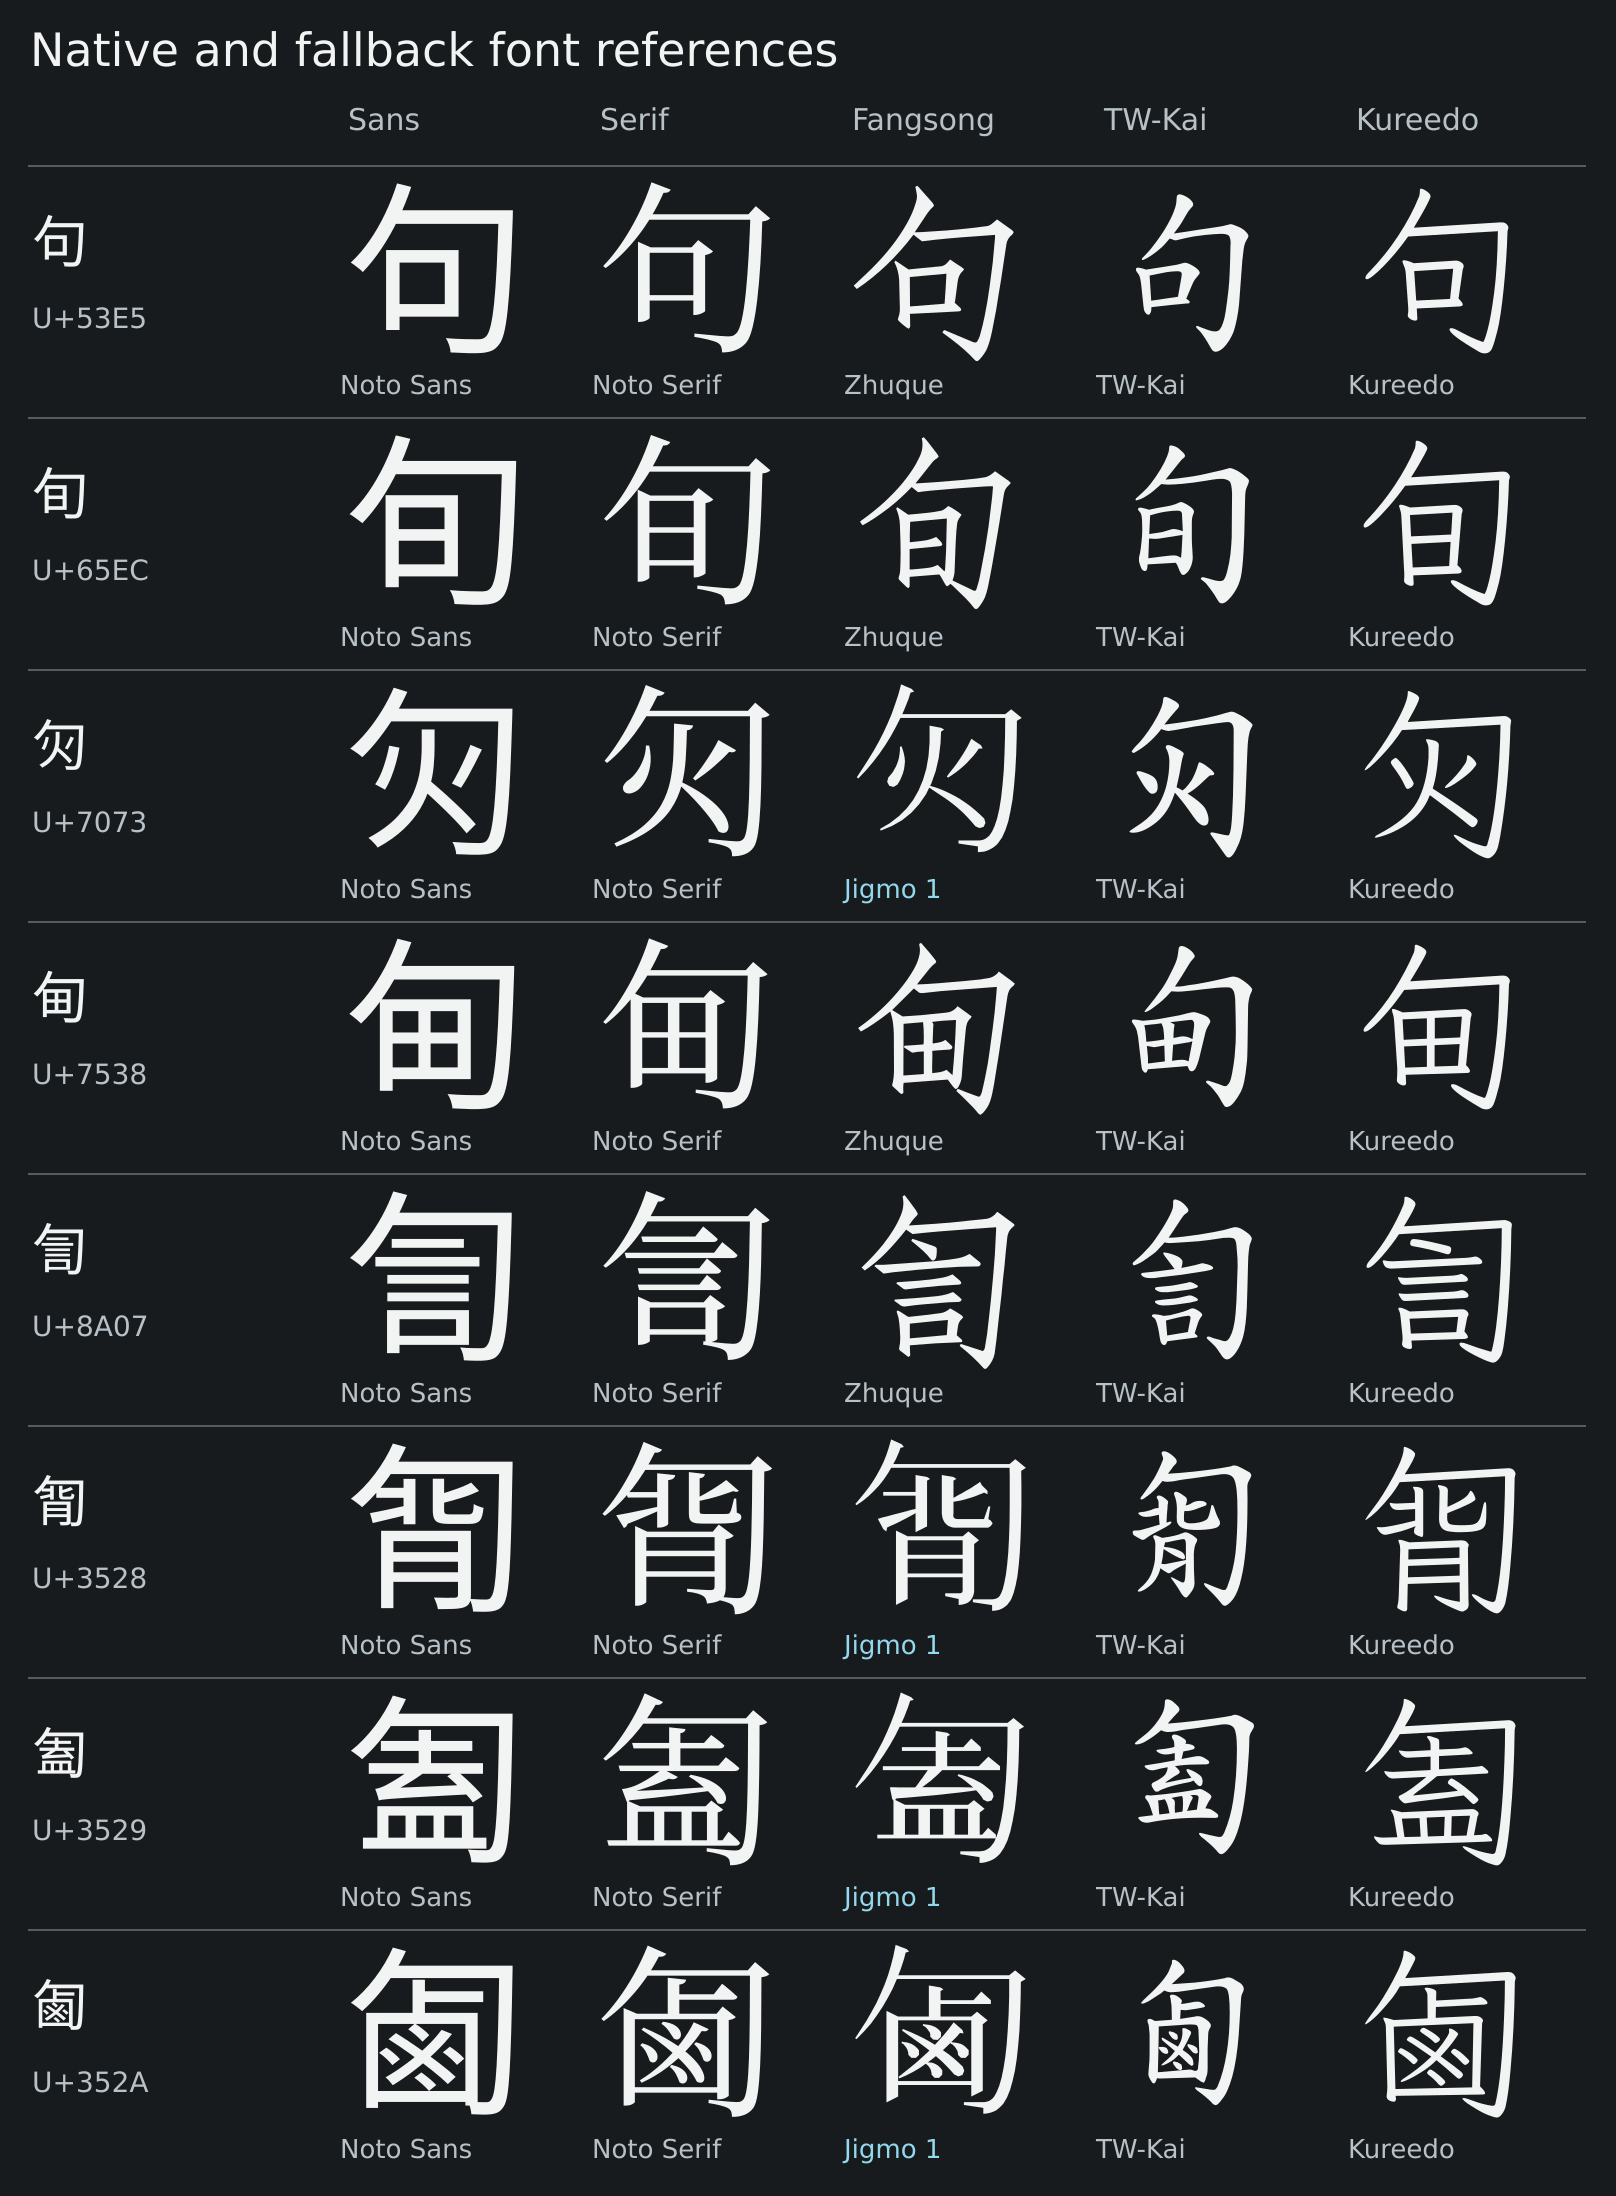 Native and fallback font references
Sans Serif Fangsong TW-Kai Kureedo
句 句 句 句 句 句
U+53E5
Noto Sans Noto Serif Zhuque TW-Kai Kureedo
旬 旬 旬 旬 旬 旬
U+65EC
Noto Sans Noto Serif Zhuque TW-Kai Kureedo
灳 灳 灳 灳 灳 灳
U+7073
Noto Sans Noto Serif Jigmo 1 TW-Kai Kureedo
甸 甸 甸 甸 甸 甸
U+7538
Noto Sans Noto Serif Zhuque TW-Kai Kureedo
訇 訇 訇 訇 訇 訇
U+8A07
Noto Sans Noto Serif Zhuque TW-Kai Kureedo
㔨 㔨 㔨 㔨 㔨 㔨
U+3528
Noto Sans Noto Serif Jigmo 1 TW-Kai Kureedo
㔩 㔩 㔩 㔩 㔩 㔩
U+3529
Noto Sans Noto Serif Jigmo 1 TW-Kai Kureedo
㔪 㔪 㔪 㔪 㔪 㔪
U+352A
Noto Sans Noto Serif Jigmo 1 TW-Kai Kureedo